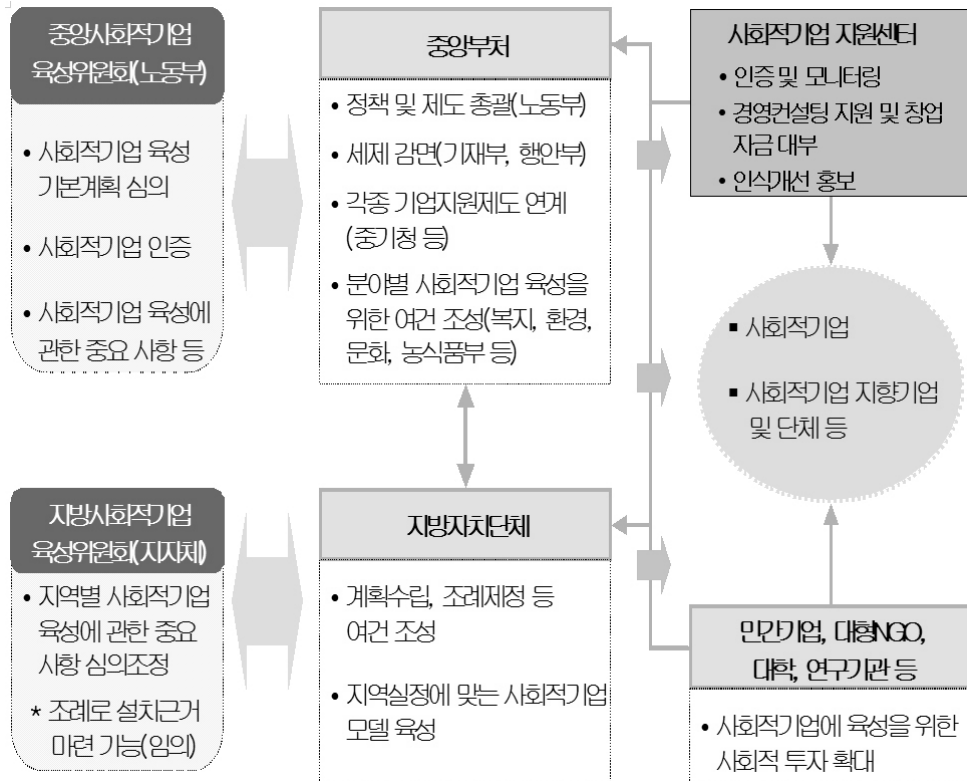 중앙사회적기업
육성위원회(노동부)
• 사회적기업 육성
기본계획 심의
• 사회적기업 인증
• 사회적기업 육성에
관한 중요 사항 등
중앙부처
• 정책 및 제도 총괄(노동부)
• 세제 감면(기재부, 행안부)
• 각종 기업지원제도 연계
(중기청 등)
• 분야별 사회적기업 육성을
위한 여건 조성(복지, 환경,
문화, 농식품부 등)
사회적기업 지원센터
• 인증 및 모니터링
• 경영컨설팅 지원 및 창업
자금 대부
• 인식개선 홍보
▪ 사회적기업
▪ 사회적기업 지향기업
및 단체 등
지방사회적기업
육성위원회(지자체)
• 지역별 사회적기업
육성에 관한 중요
사항 심의조정
* 조례로 설치근거
마련 가능(임의)
지방자치단체
• 계획수립, 조례제정 등
여건 조성
• 지역실정에 맞는 사회적기업
모델 육성
민간기업, 대형NGO,
대학, 연구기관 등
• 사회적기업에 육성을 위한
사회적 투자 확대